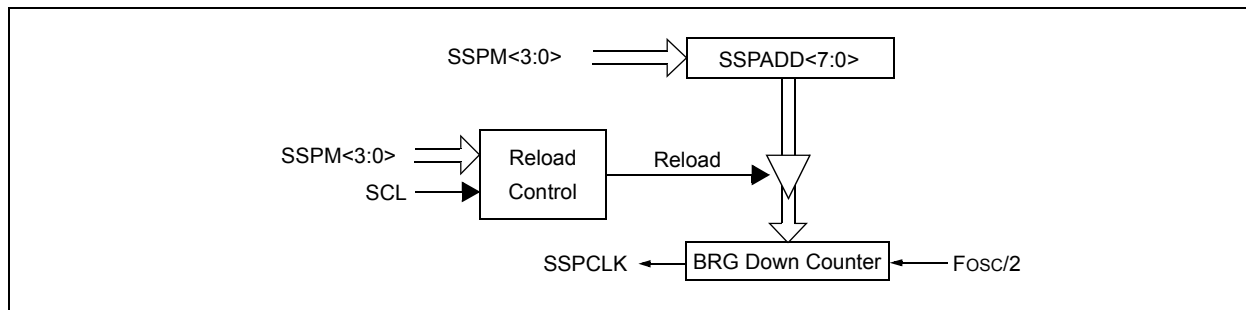 SSPM<3:0>
SSPADD<7:0>
SSPM<3:0>
SCL
Reload
Control
Reload
SSPCLK
BRG Down Counter
FOSC/2